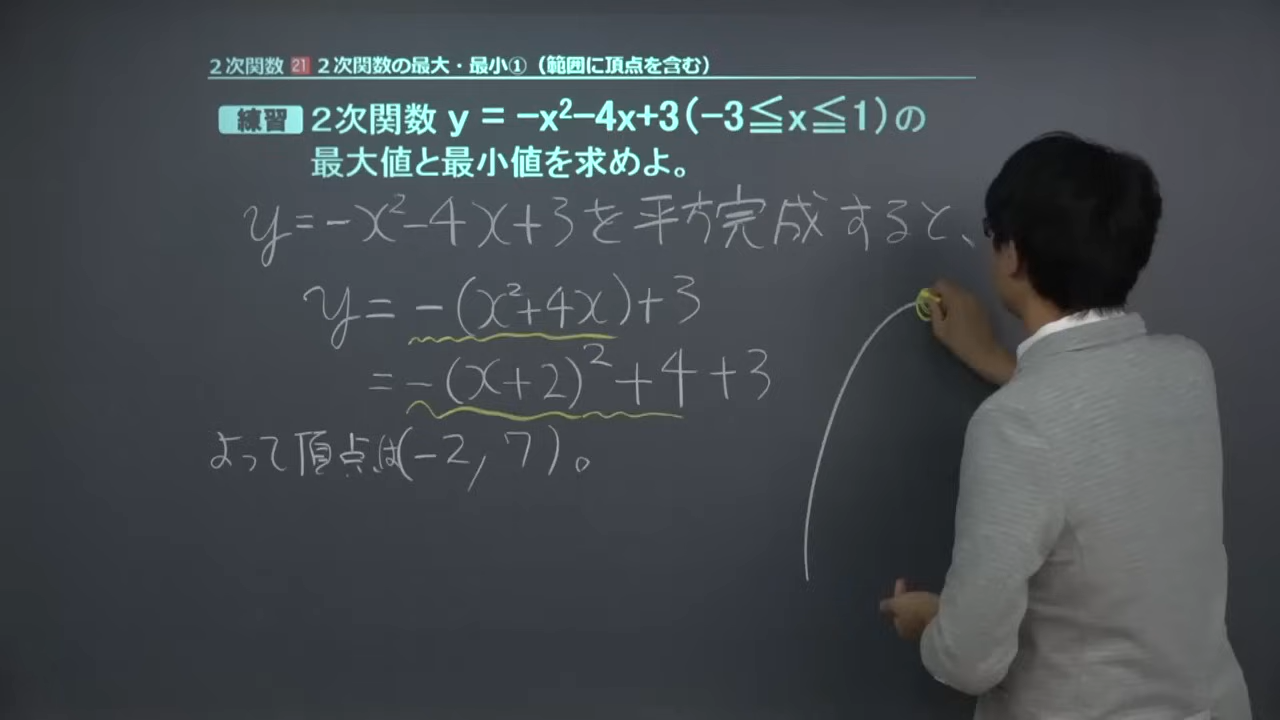 2次関数 21 2次関数の最大・最小①（範囲に頂点を含む）
練習 2次関数 y = −x²−4x+3（−3≦x≦1）の
最大値と最小値を求めよ。
y=-x²-4x+3を平方完成すると、
y= -(x²+4x)+3
= -(x+2)²+4+3
よって頂点は(-2, 7)。